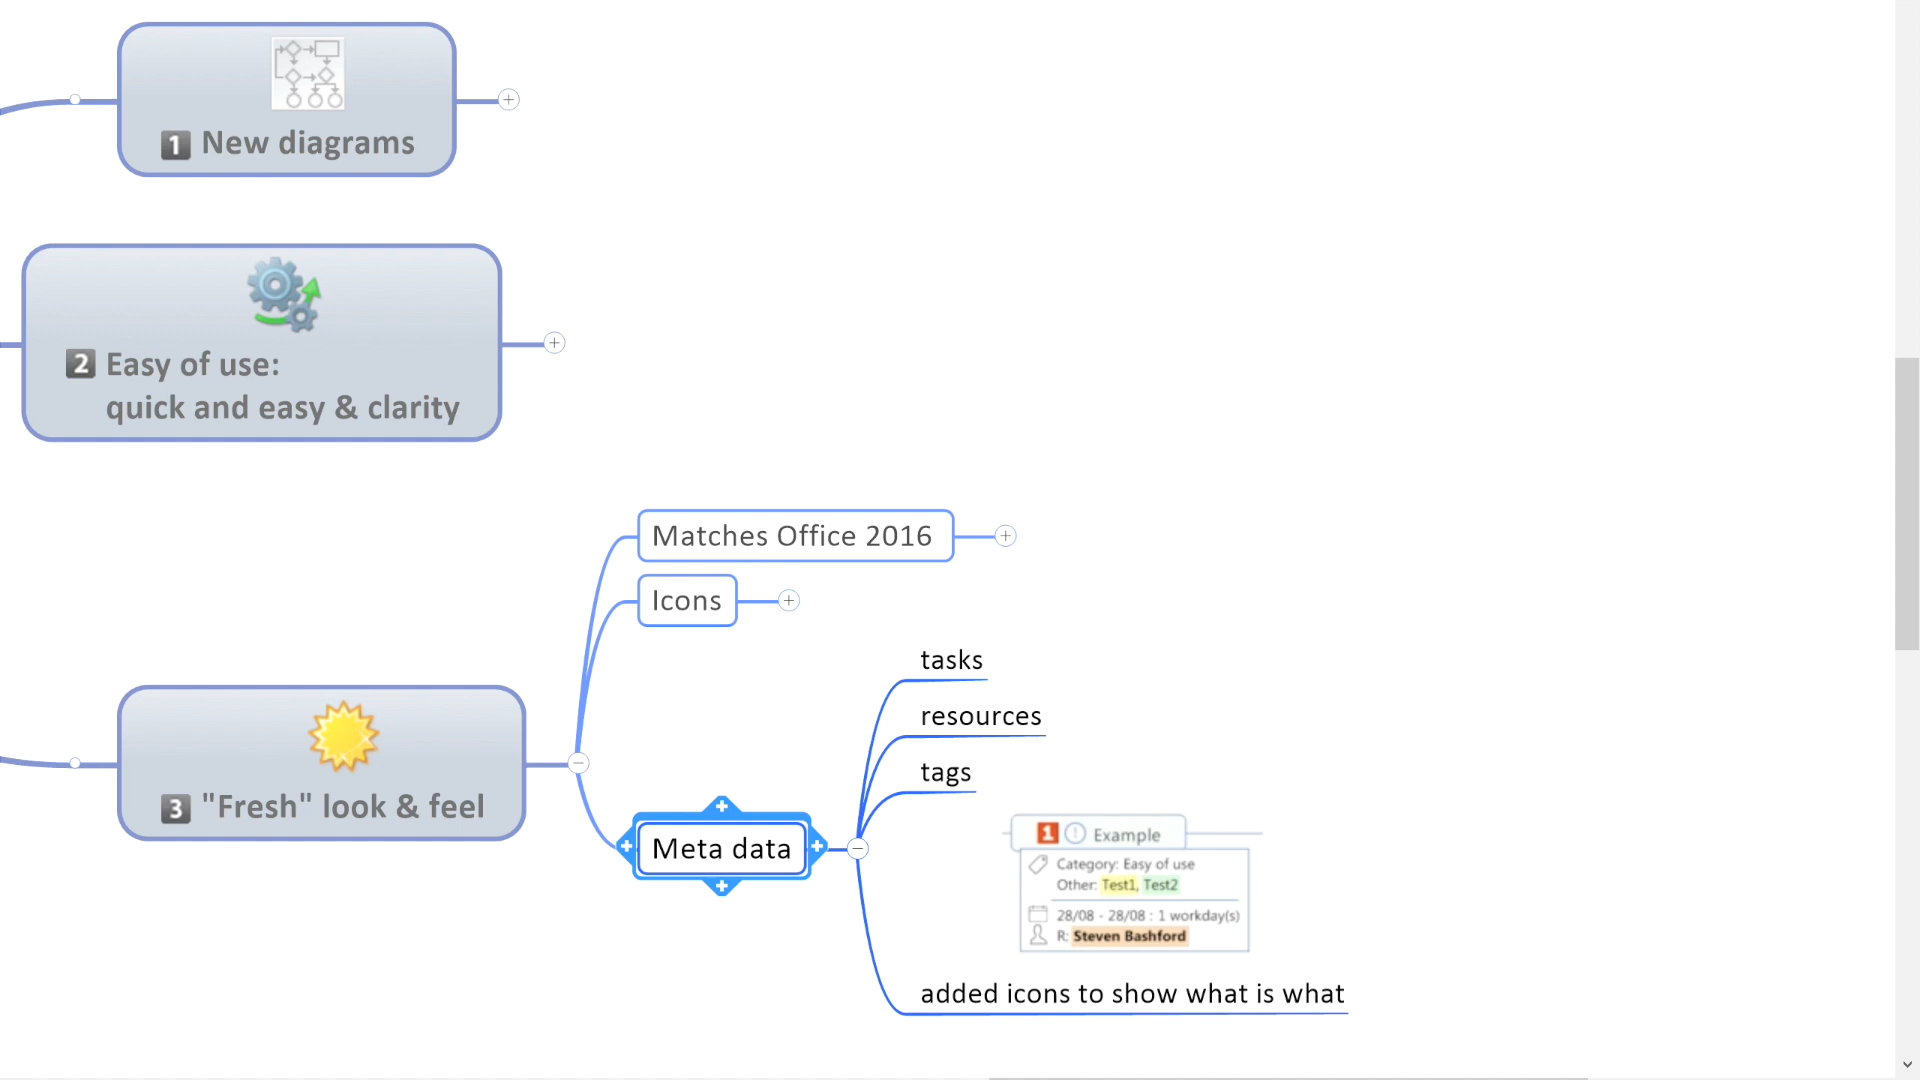 1 New diagrams
2 Easy of use:
quick and easy & clarity
Matches Office 2016
Icons
3 "Fresh" look & feel
Meta data
tasks
resources
tags
1 Example
Category: Easy of use
Other: Test1, Test2
28/08 - 28/08 : 1 workday(s)
R: Steven Bashford
added icons to show what is what